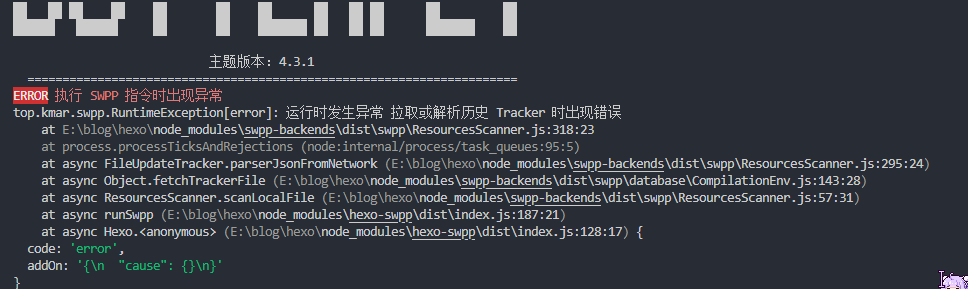 主题版本：4.3.1
======================================================================
ERROR 执行 SWPP 指令时出现异常
top.kmar.swpp.RuntimeException[error]: 运行时发生异常 拉取或解析历史 Tracker 时出现错误
    at E:\blog\hexo\node_modules\swpp-backends\dist\swpp\ResourcesScanner.js:318:23
    at process.processTicksAndRejections (node:internal/process/task_queues:95:5)
    at async FileUpdateTracker.parserJsonFromNetwork (E:\blog\hexo\node_modules\swpp-backends\dist\swpp\ResourcesScanner.js:295:24)
    at async Object.fetchTrackerFile (E:\blog\hexo\node_modules\swpp-backends\dist\swpp\database\CompilationEnv.js:143:28)
    at async ResourcesScanner.scanLocalFile (E:\blog\hexo\node_modules\swpp-backends\dist\swpp\ResourcesScanner.js:57:31)
    at async runSwpp (E:\blog\hexo\node_modules\hexo-swpp\dist\index.js:187:21)
    at async Hexo.<anonymous> (E:\blog\hexo\node_modules\hexo-swpp\dist\index.js:128:17) {
  code: 'error',
  addOn: '{\n  "cause": {}\n}'
}